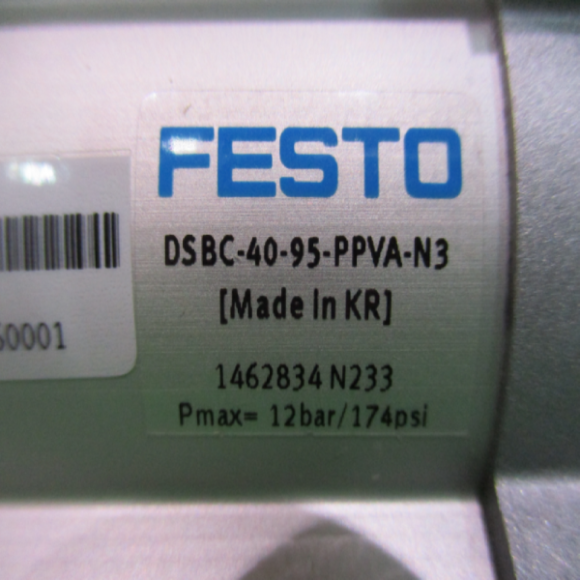 FESTO
DSBC-40-95-PPVA-N3
[Made In KR]
1462834 N233
Pmax= 12bar/174psi